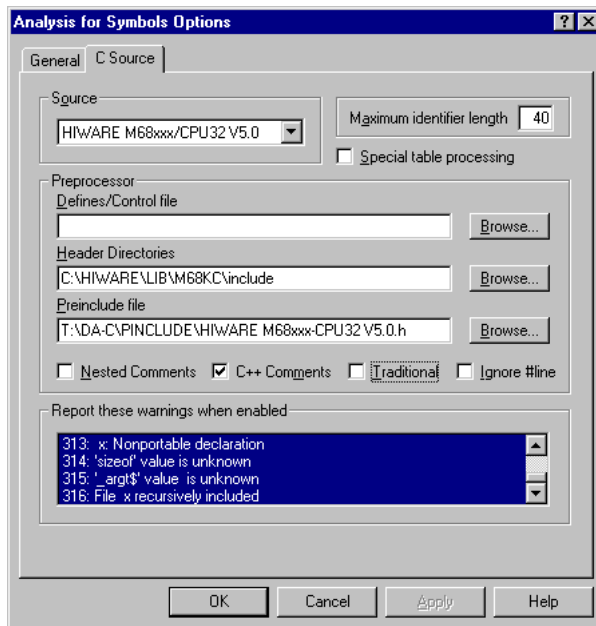 Analysis for Symbols Options
General C Source
Source
HIWARE M68xxx/CPU32 V5.0
Maximum identifier length 40
Special table processing
Preprocessor
Defines/Control file
Browse...
Header Directories
C:\HIWARE\LIB\M68KC\include Browse...
Preinclude file
T:\DA-C\PINCLUDE\HIWARE M68xxx-CPU32 V5.0.h Browse...
Nested Comments C++ Comments Traditional Ignore #line
Report these warnings when enabled
313: x: Nonportable declaration
314: 'sizeof' value is unknown
315: '_argt$' value is unknown
316: File x recursively included
OK Cancel Apply Help